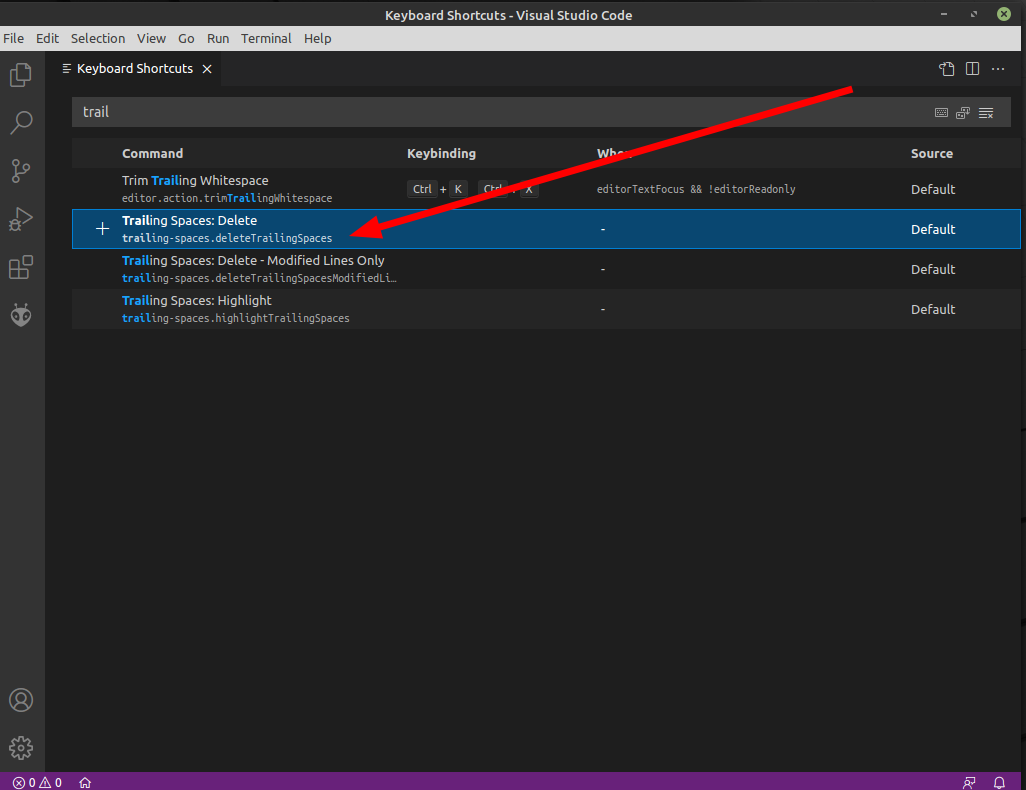 Keyboard Shortcuts - Visual Studio Code
File Edit Selection View Go Run Terminal Help
Keyboard Shortcuts
trail
Command Keybinding When Source
Trim Trailing Whitespace
editor.action.trimTrailingWhitespace
Ctrl + K Ctrl + X editorTextFocus && !editorReadonly Default
Trailing Spaces: Delete
trailing-spaces.deleteTrailingSpaces
- Default
Trailing Spaces: Delete - Modified Lines Only
trailing-spaces.deleteTrailingSpacesModifiedLi…
- Default
Trailing Spaces: Highlight
trailing-spaces.highlightTrailingSpaces
- Default
0 0